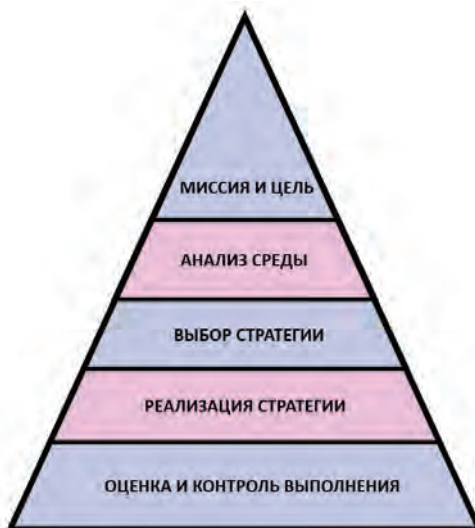 МИССИЯ И ЦЕЛЬ
АНАЛИЗ СРЕДЫ
ВЫБОР СТРАТЕГИИ
РЕАЛИЗАЦИЯ СТРАТЕГИИ
ОЦЕНКА И КОНТРОЛЬ ВЫПОЛНЕНИЯ